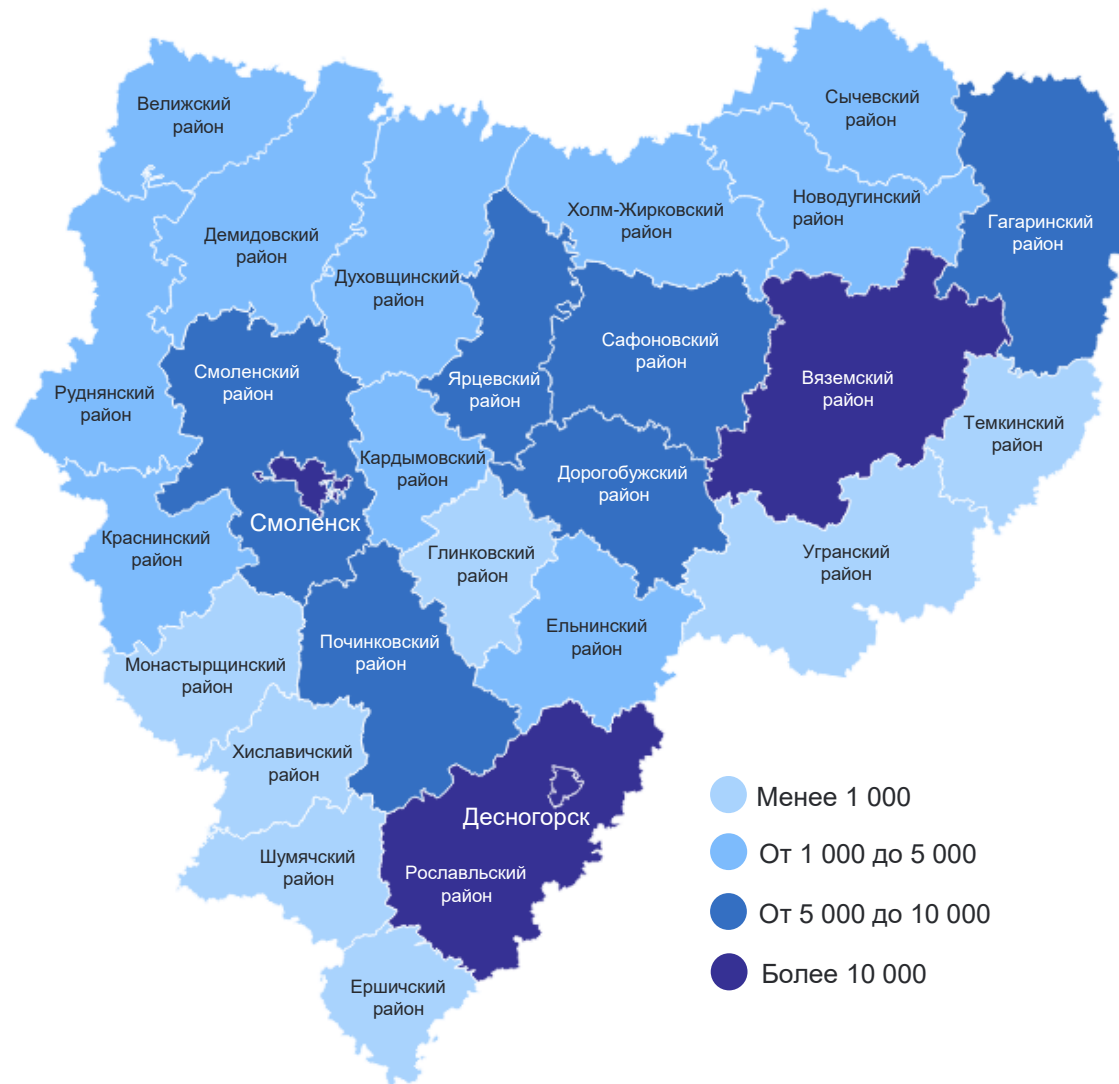 Велижский
район
Сычевский
район
Новодугинский
район
Холм-Жирковский
район
Гагаринский
район
Демидовский
район
Духовщинский
район
Сафоновский
район
Смоленский
район
Ярцевский
район
Вяземский
район
Руднянский
район
Темкинский
район
Кардымовский
район
Дорогобужский
район
Смоленск
Краснинский
район
Глинковский
район
Угранский
район
Ельнинский
район
Починковский
район
Монастырщинский
район
Хиславичский
район
Десногорск
Шумячский
район
Рославльский
район
Ершичский
район
Менее 1 000
От 1 000 до 5 000
От 5 000 до 10 000
Более 10 000